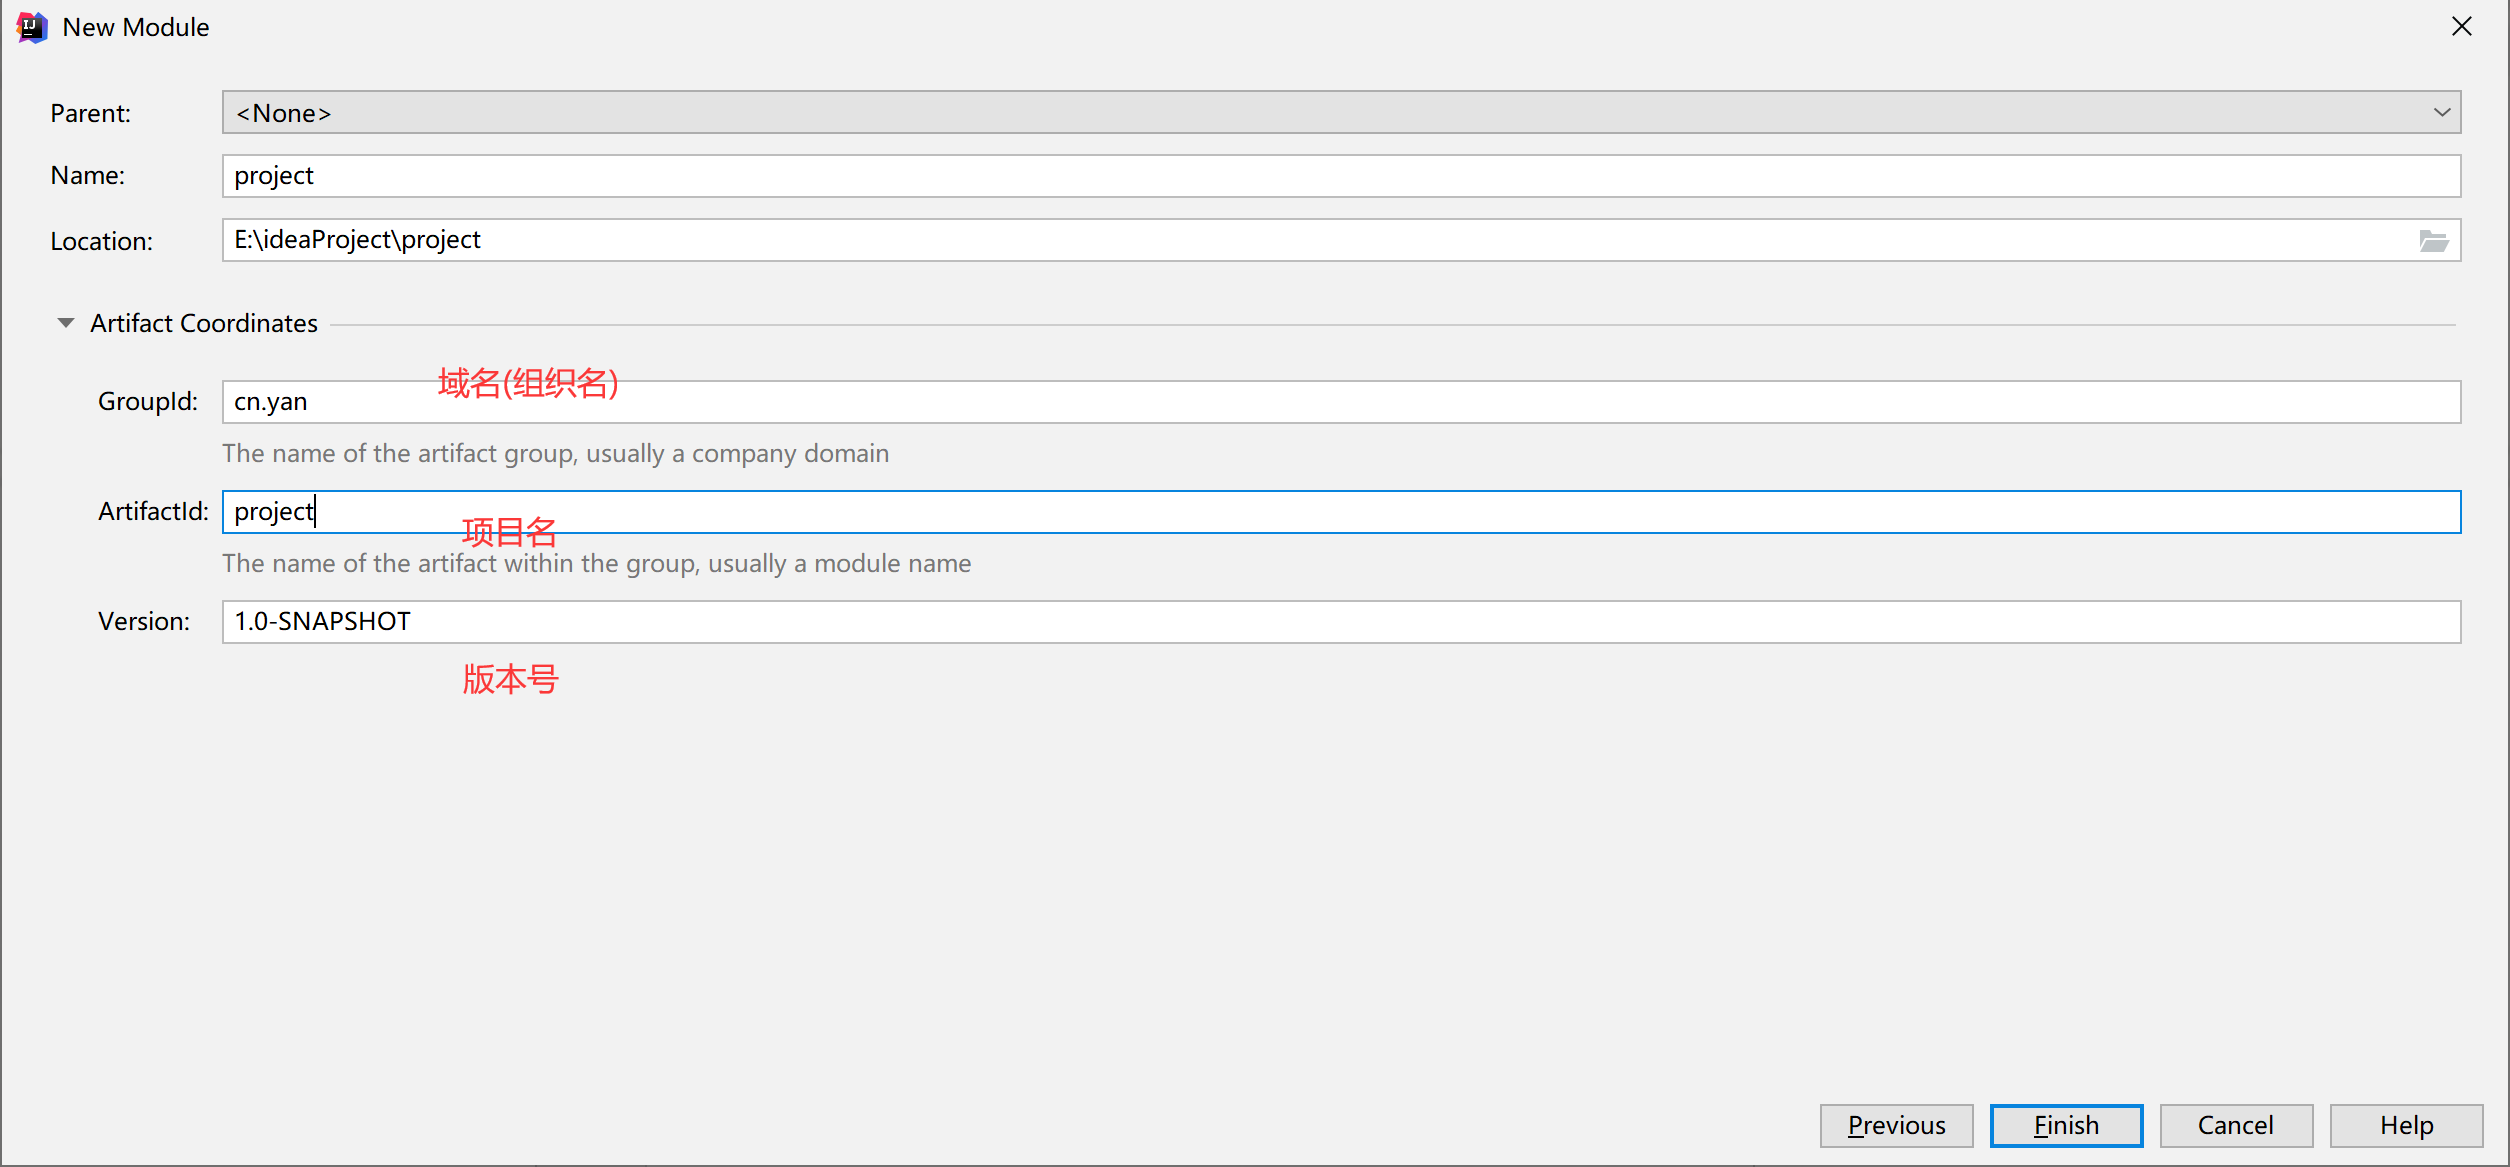 New Module
Parent: <None>
Name: project
Location: E:\ideaProject\project
Artifact Coordinates
域名(组织名)
GroupId: cn.yan
The name of the artifact group, usually a company domain
ArtifactId: project
项目名
The name of the artifact within the group, usually a module name
Version: 1.0-SNAPSHOT
版本号
Previous Finish Cancel Help